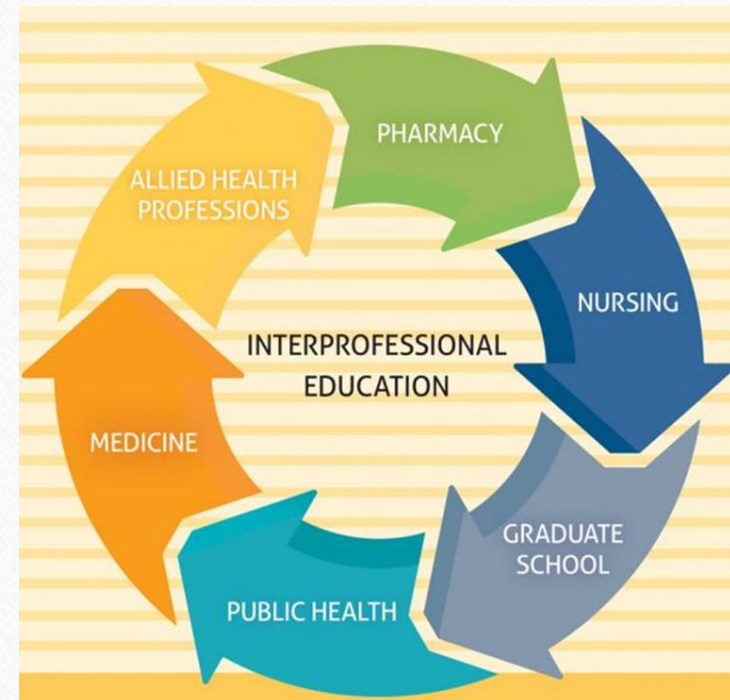 PHARMACY
ALLIED HEALTH
PROFESSIONS
NURSING
INTERPROFESSIONAL
EDUCATION
MEDICINE
GRADUATE
SCHOOL
PUBLIC HEALTH